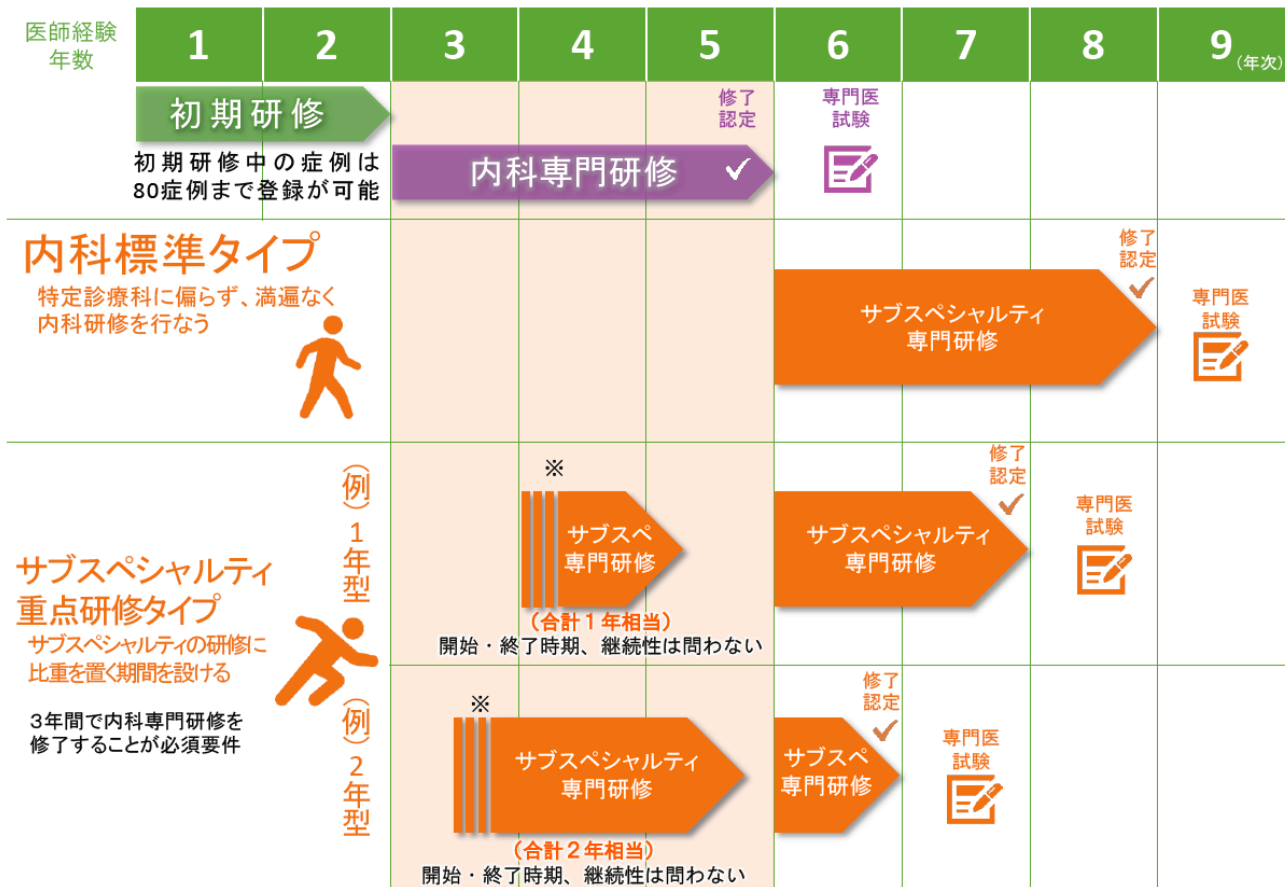 医師経験
年数
1 2 3 4 5 6 7 8 9(年次)
初期研修
初期研修中の症例は
80症例まで登録が可能
内科専門研修
修了
認定
専門医
試験
内科標準タイプ
特定診療科に偏らず、満遍なく
内科研修を行なう
サブスペシャルティ
専門研修
修了
認定
専門医
試験
サブスペシャルティ
重点研修タイプ
サブスペシャルティの研修に
比重を置く期間を設ける
3年間で内科専門研修を
修了することが必須要件
(例)1年型
※
サブスペ
専門研修
(合計1年相当)
開始・終了時期、継続性は問わない
サブスペシャルティ
専門研修
修了
認定
専門医
試験
(例)2年型
※
サブスペシャルティ
専門研修
(合計2年相当)
開始・終了時期、継続性は問わない
サブスペ
専門研修
修了
認定
専門医
試験